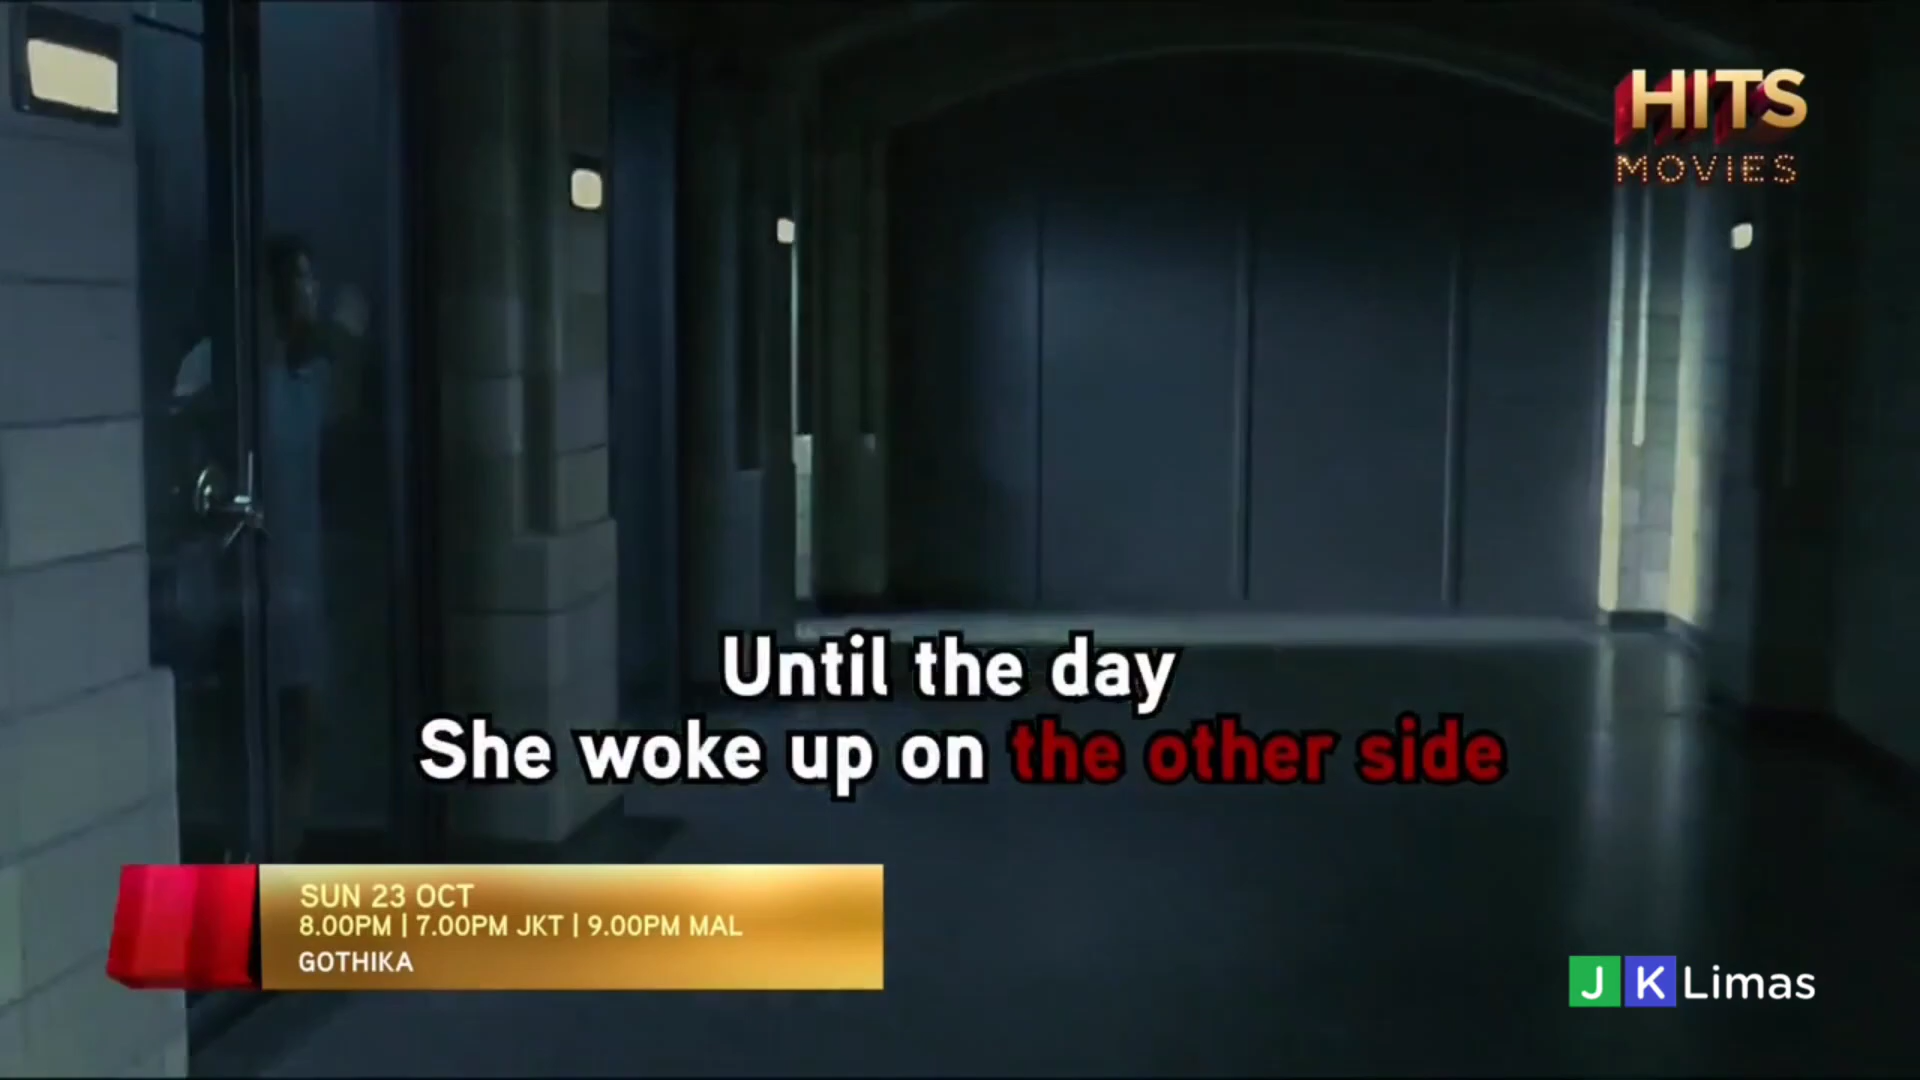 HITS
MOVIES
Until the day
She woke up on the other side
SUN 23 OCT
8.00PM | 7.00PM JKT | 9.00PM MAL
GOTHIKA
JK Limas